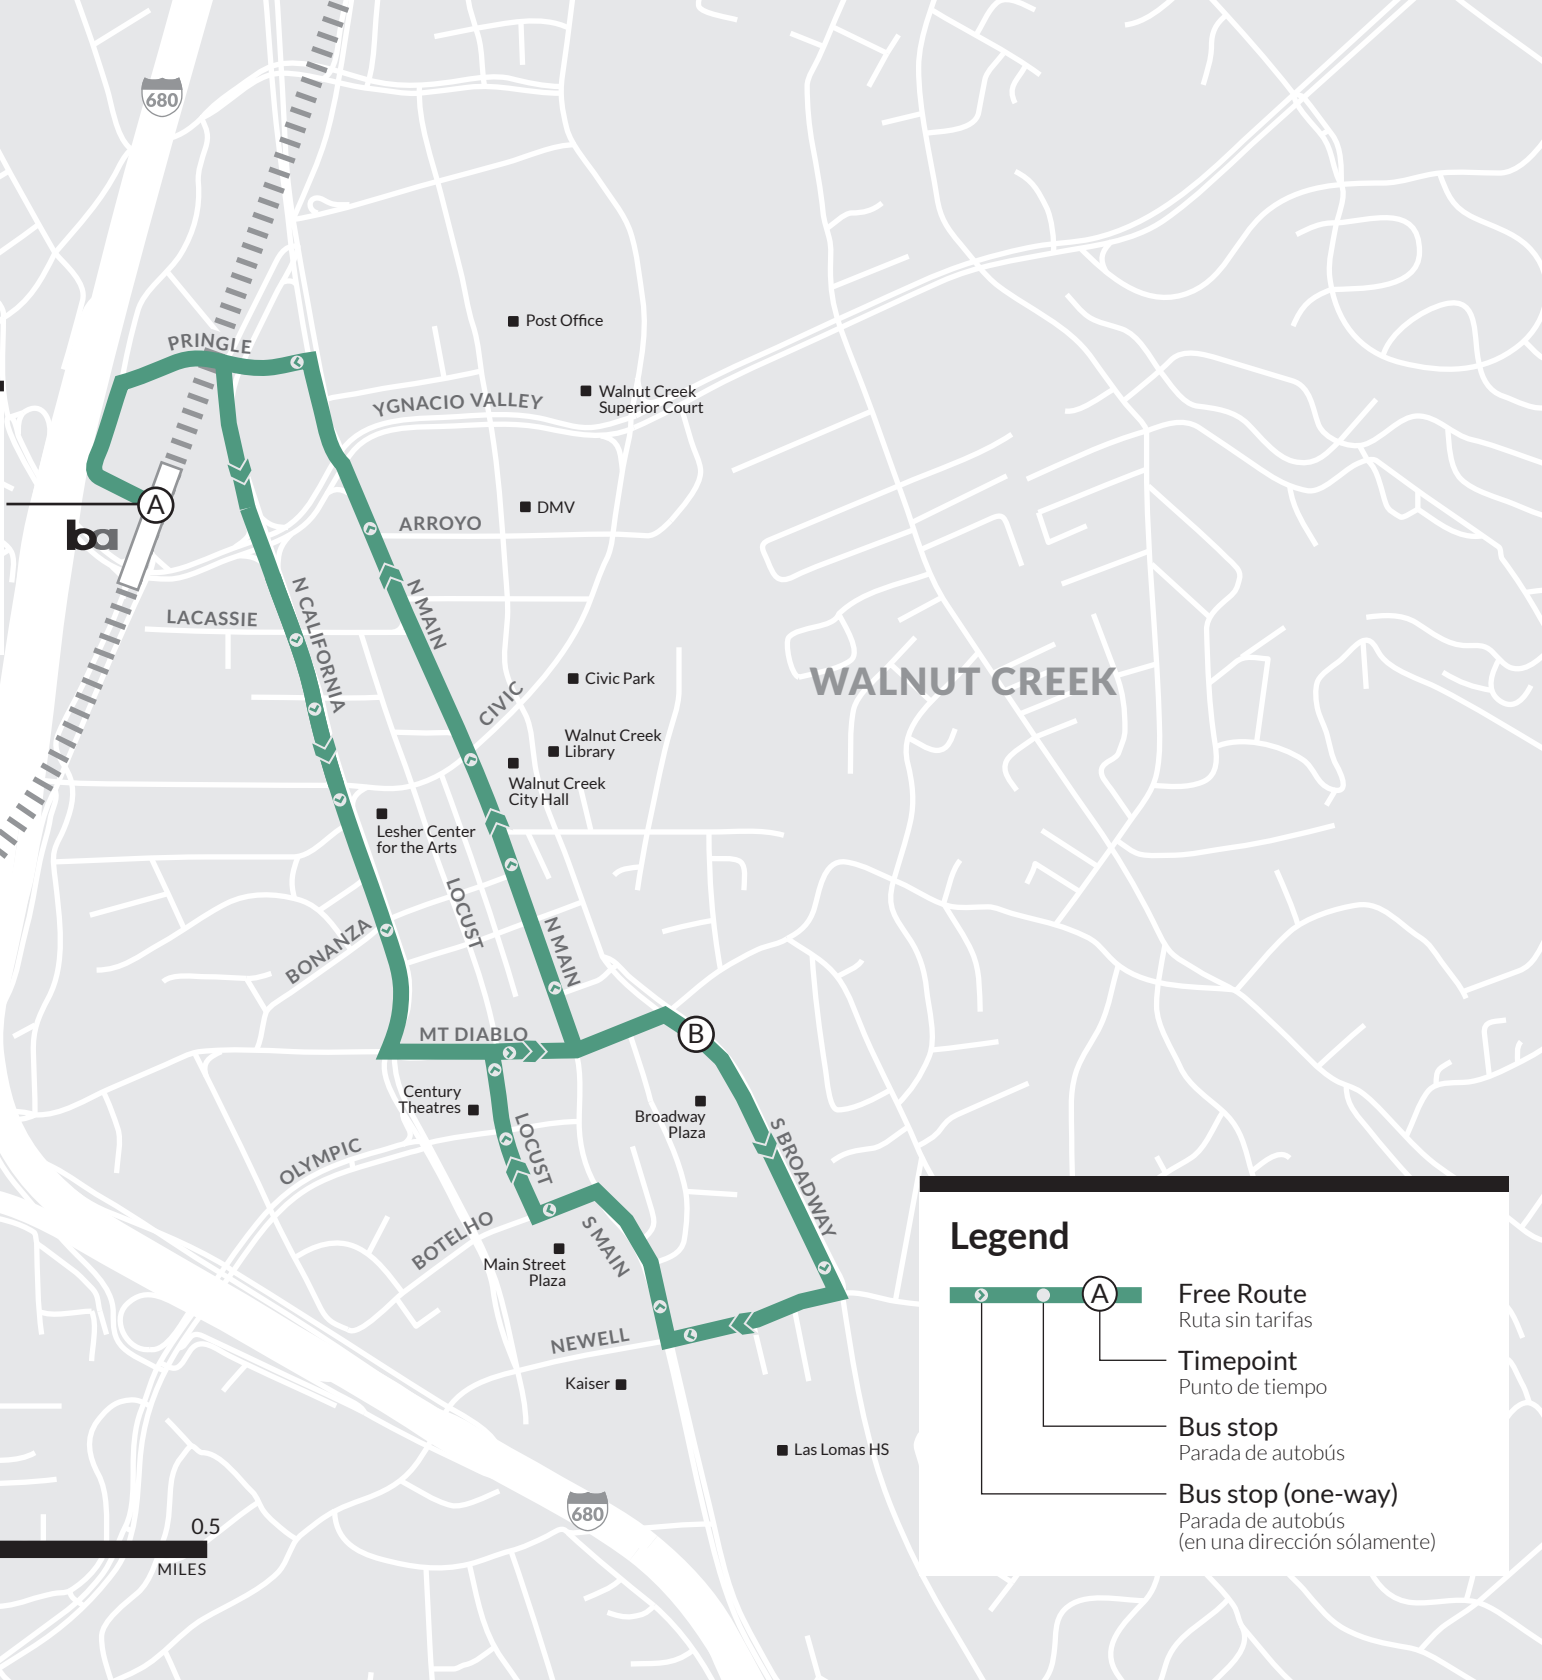 680
PRINGLE
Post Office
Walnut Creek
Superior Court
YGNACIO VALLEY
A
ba
DMV
ARROYO
N CALIFORNIA
N MAIN
LACASSIE
Civic Park
WALNUT CREEK
CIVIC
Walnut Creek
Library
Walnut Creek
City Hall
Lesher Center
for the Arts
LOCUST
BONANZA
N MAIN
MT DIABLO
B
Century
Theatres
Broadway
Plaza
S BROADWAY
LOCUST
OLYMPIC
BOTELHO
S MAIN
Main Street
Plaza
NEWELL
Kaiser
Las Lomas HS
680
0.5
MILES
Legend
A
Free Route
Ruta sin tarifas
Timepoint
Punto de tiempo
Bus stop
Parada de autobús
Bus stop (one-way)
Parada de autobús
(en una dirección sólamente)